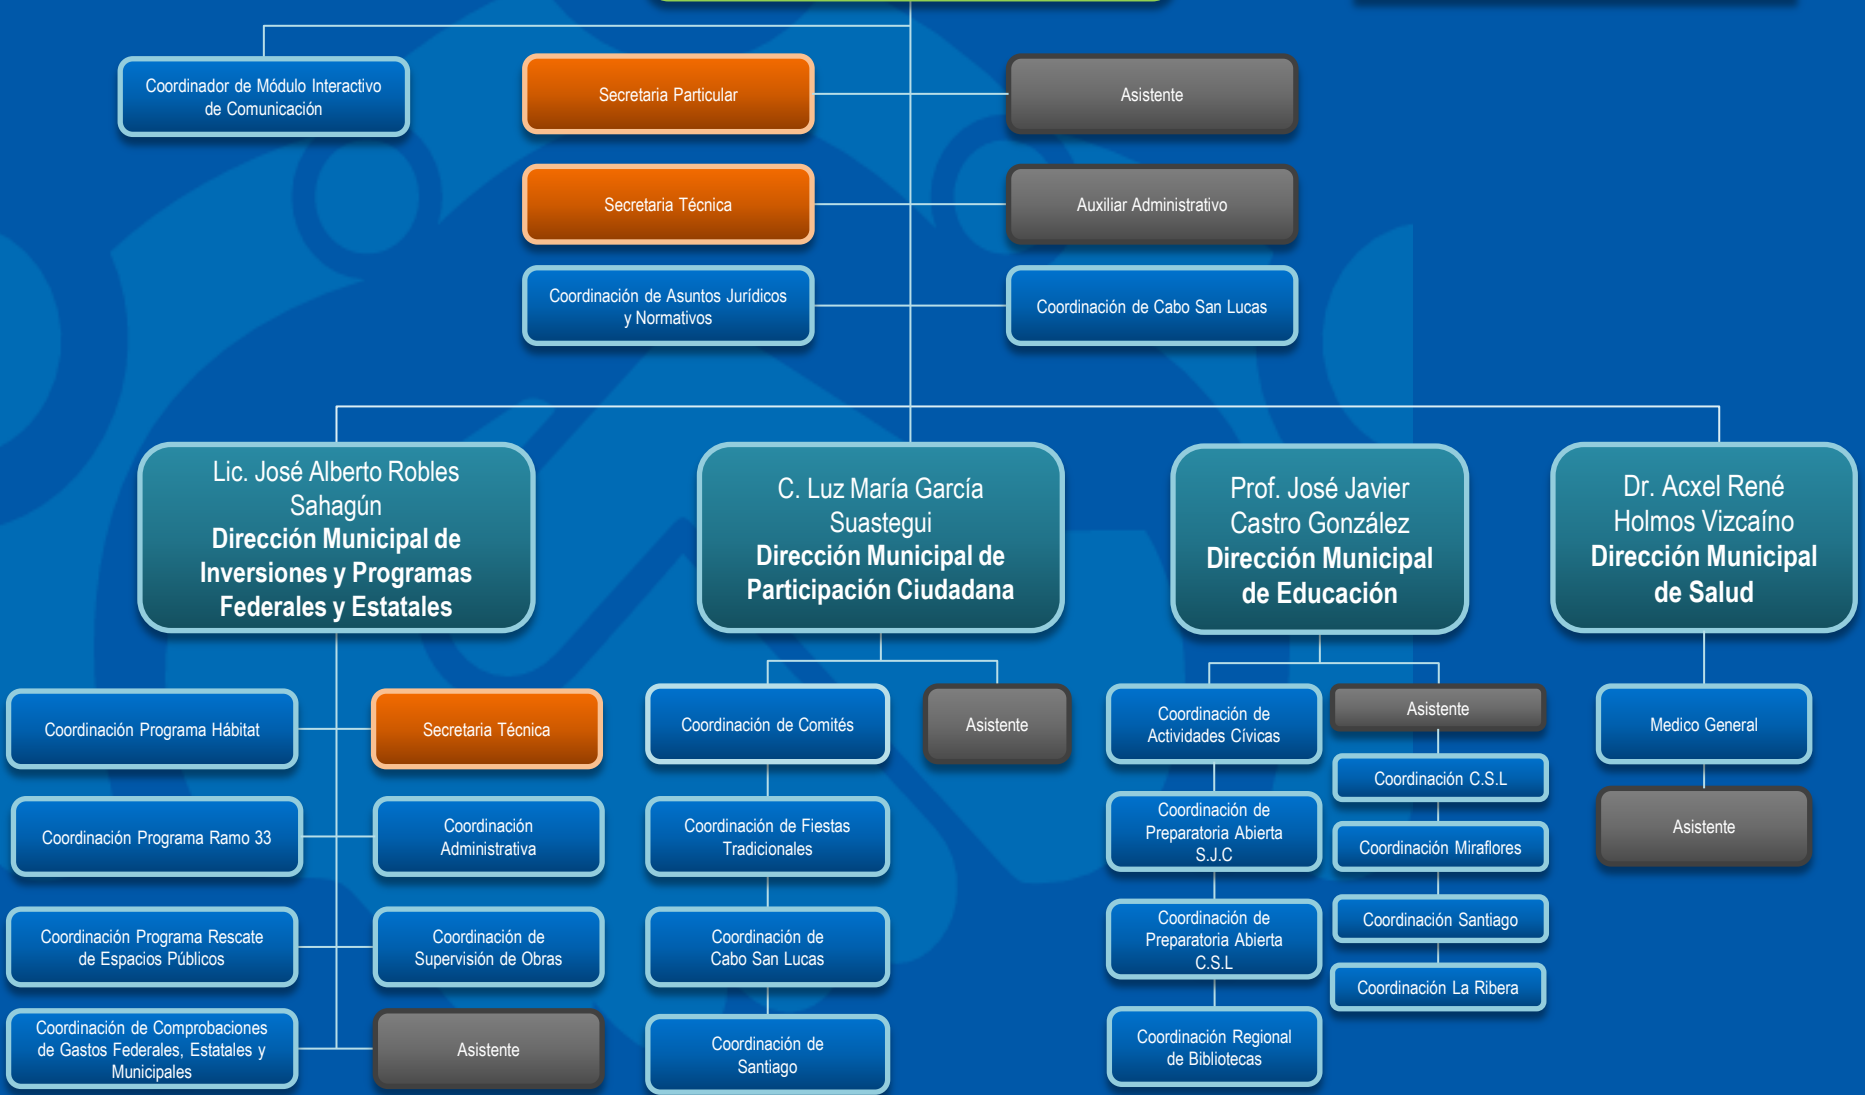 Coordinador de Módulo Interactivo
de Comunicación
Secretaria Particular
Asistente
Secretaria Técnica
Auxiliar Administrativo
Coordinación de Asuntos Jurídicos
y Normativos
Coordinación de Cabo San Lucas
Lic. José Alberto Robles
Sahagún
Dirección Municipal de
Inversiones y Programas
Federales y Estatales
C. Luz María García
Suastegui
Dirección Municipal de
Participación Ciudadana
Prof. José Javier
Castro González
Dirección Municipal
de Educación
Dr. Acxel René
Holmos Vizcaíno
Dirección Municipal
de Salud
Coordinación Programa Hábitat
Secretaria Técnica
Coordinación Programa Ramo 33
Coordinación
Administrativa
Coordinación Programa Rescate
de Espacios Públicos
Coordinación de
Supervisión de Obras
Coordinación de Comprobaciones
de Gastos Federales, Estatales y
Municipales
Asistente
Coordinación de Comités
Asistente
Coordinación de Fiestas
Tradicionales
Coordinación de
Cabo San Lucas
Coordinación de
Santiago
Coordinación de
Actividades Cívicas
Coordinación de
Preparatoria Abierta
S.J.C
Coordinación de
Preparatoria Abierta
C.S.L
Coordinación Regional
de Bibliotecas
Asistente
Coordinación C.S.L
Coordinación Miraflores
Coordinación Santiago
Coordinación La Ribera
Medico General
Asistente